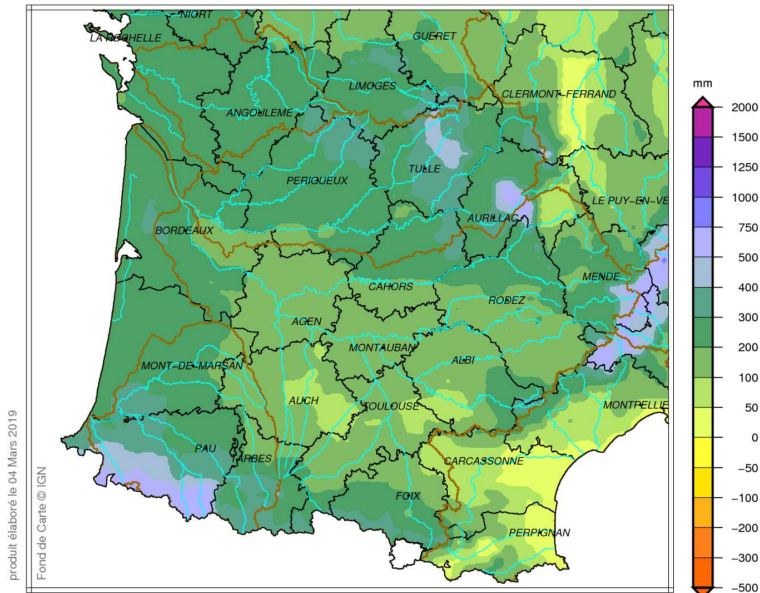 NIORT
LA ROCHELLE
GUERET
LIMOGES
CLERMONT-FERRAND
ANGOULEME
TULLE
PERIGUEUX
LE PUY-EN-VE
AURILLAC
BORDEAUX
MENDE
CAHORS
RODEZ
AGEN
MONTAUBAN
ALBI
MONT-DE-MARSAN
AUCH
TOULOUSE
MONTPELLIE
PAU
TARBES
CARCASSONNE
FOIX
PERPIGNAN
mm
2000
1500
1250
1000
750
500
400
300
200
100
50
0
-50
-100
-200
-300
-500
produit élaboré le 04 Mars 2019
Fond de Carte © IGN